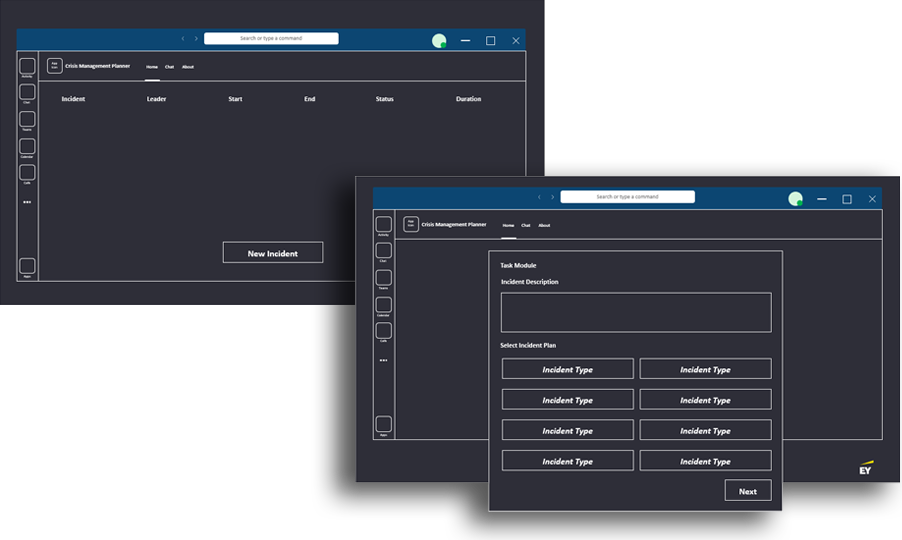 Search or type a command
App
Icon
Crisis Management Planner
Home Chat About
Activity
Chat
Teams
Calendar
Calls
Apps
Incident Leader Start End Status Duration
New Incident
Search or type a command
App
Icon
Crisis Management Planner
Home Chat About
Activity
Chat
Teams
Calendar
Calls
Apps
Task Module
Incident Description
Select Incident Plan
Incident Type Incident Type
Incident Type Incident Type
Incident Type Incident Type
Incident Type Incident Type
Next
EY